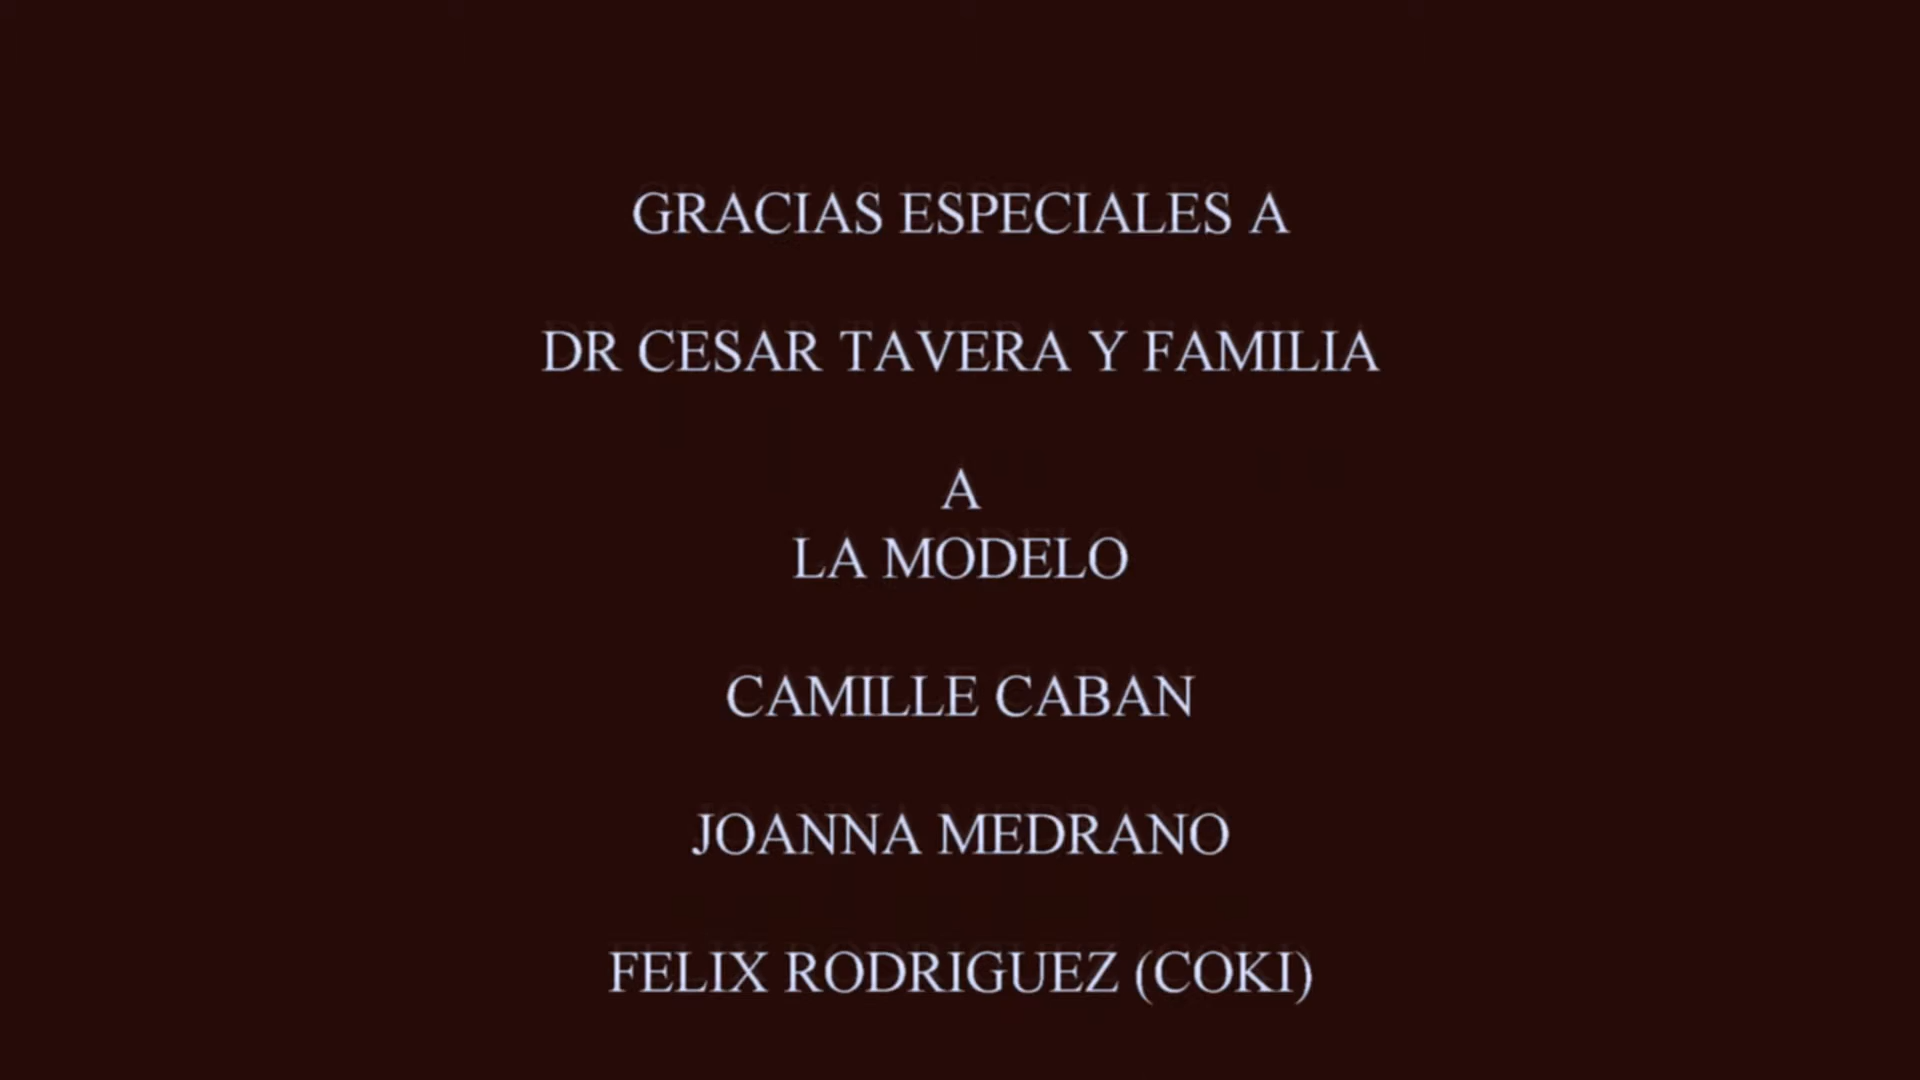 GRACIAS ESPECIALES A
DR CESAR TAVERA Y FAMILIA
A
LA MODELO
CAMILLE CABAN
JOANNA MEDRANO
FELIX RODRIGUEZ (COKI)